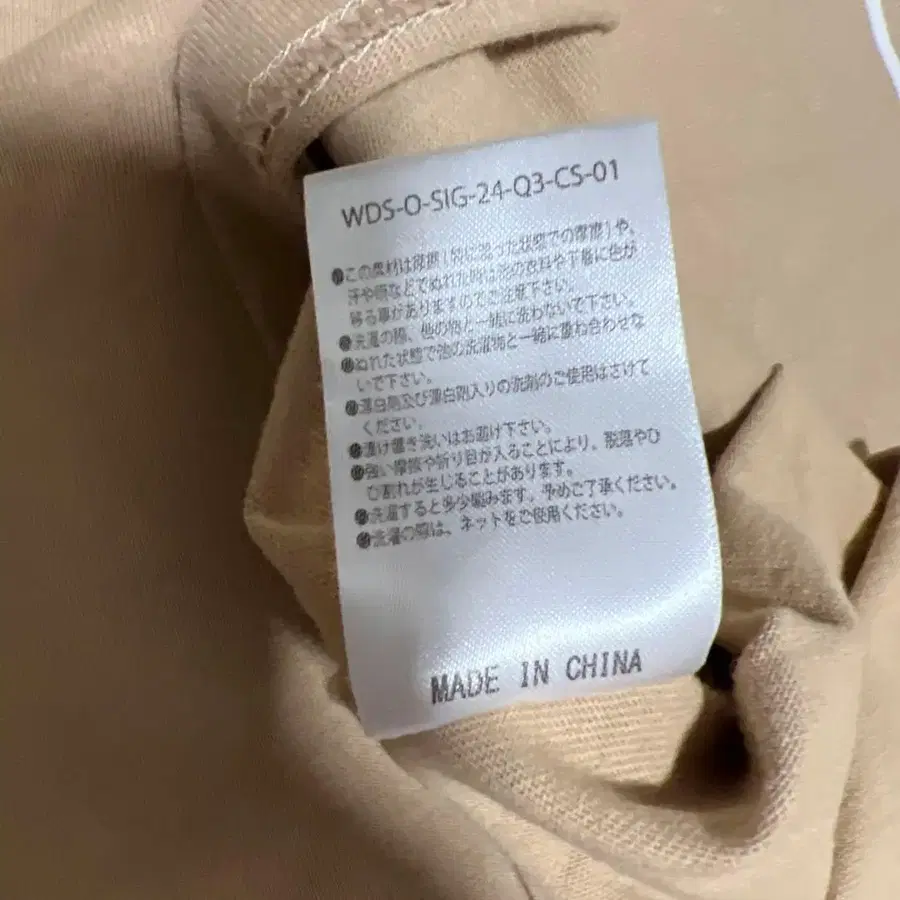 WDS-O-SIG-24-Q3-CS-01
●この素材は摩擦(特に湿った状態での摩擦)や、
汗や雨などでぬれた時は他の衣料や下着に色が
移る事がありますのでご注意下さい。
●洗濯の際、他の物と一緒に洗わないで下さい。
●ぬれた状態で他の洗濯物と一緒に重ね合わせな
いで下さい。
●漂白剤及び漂白剤入りの洗剤のご使用はさけて
ください。
●漬け置き洗いはお避け下さい。
●強い摩擦や折り目が入ることにより、脱落やひ
び割れが生じることがあります。
●洗濯すると多少縮みます。予めご了承ください。
●洗濯の際は、ネットをご使用ください。
MADE IN CHINA